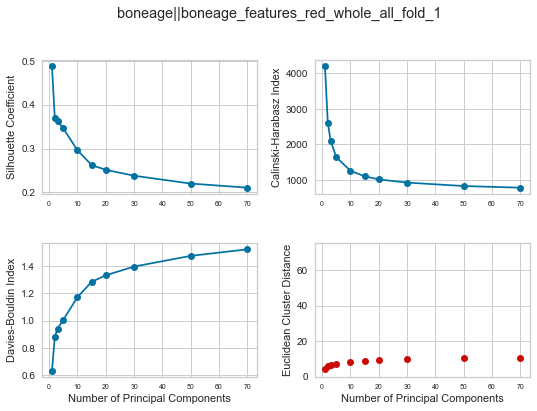 boneage||boneage_features_red_whole_all_fold_1
Silhouette Coefficient
0.5
0.4
0.3
0.2
0 10 20 30 40 50 60 70
Calinski-Harabasz Index
4000
3000
2000
1000
0 10 20 30 40 50 60 70
Davies-Bouldin Index
1.4
1.2
1.0
0.8
0.6
0 10 20 30 40 50 60 70
Number of Principal Components
Euclidean Cluster Distance
60
40
20
0
0 10 20 30 40 50 60 70
Number of Principal Components